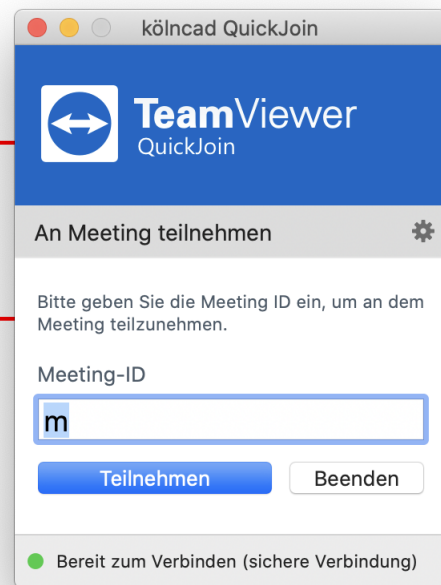 kölncad QuickJoin
TeamViewer
QuickJoin
An Meeting teilnehmen
Bitte geben Sie die Meeting ID ein, um an dem
Meeting teilzunehmen.
Meeting-ID
m
Teilnehmen Beenden
Bereit zum Verbinden (sichere Verbindung)